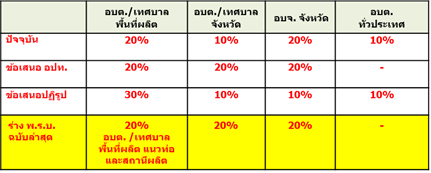 อบต./เทศบาล อบต./เทศบาล อบจ. จังหวัด อบต.
พื้นที่ผลิต จังหวัด ทั่วประเทศ
ปัจจุบัน 20% 10% 20% 10%
ข้อเสนอ อปท. 20% 20% 20% -
ข้อเสนอปฏิรูป 30% 10% 10% 10%
ร่าง พ.ร.บ. 20% 20% 20% -
ฉบับล่าสุด อบต. /เทศบาล
พื้นที่ผลิต แนวท่อ
และสถานีผลิต